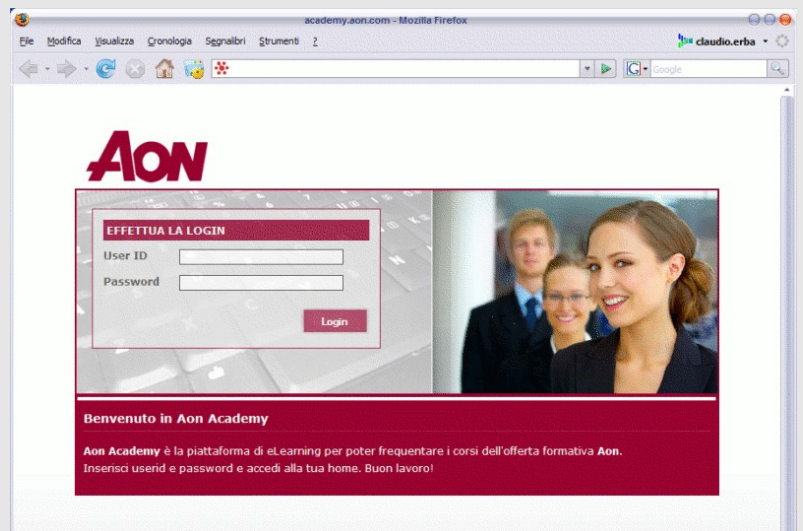 academy.aon.com - Mozilla Firefox
File Modifica Visualizza Cronologia Segnalibri Strumenti ? claudio.erba
G Google
AON
EFFETTUA LA LOGIN
User ID
Password
Login
Benvenuto in Aon Academy
Aon Academy è la piattaforma di eLearning per poter frequentare i corsi dell'offerta formativa Aon.
Inserisci userid e password e accedi alla tua home. Buon lavoro!